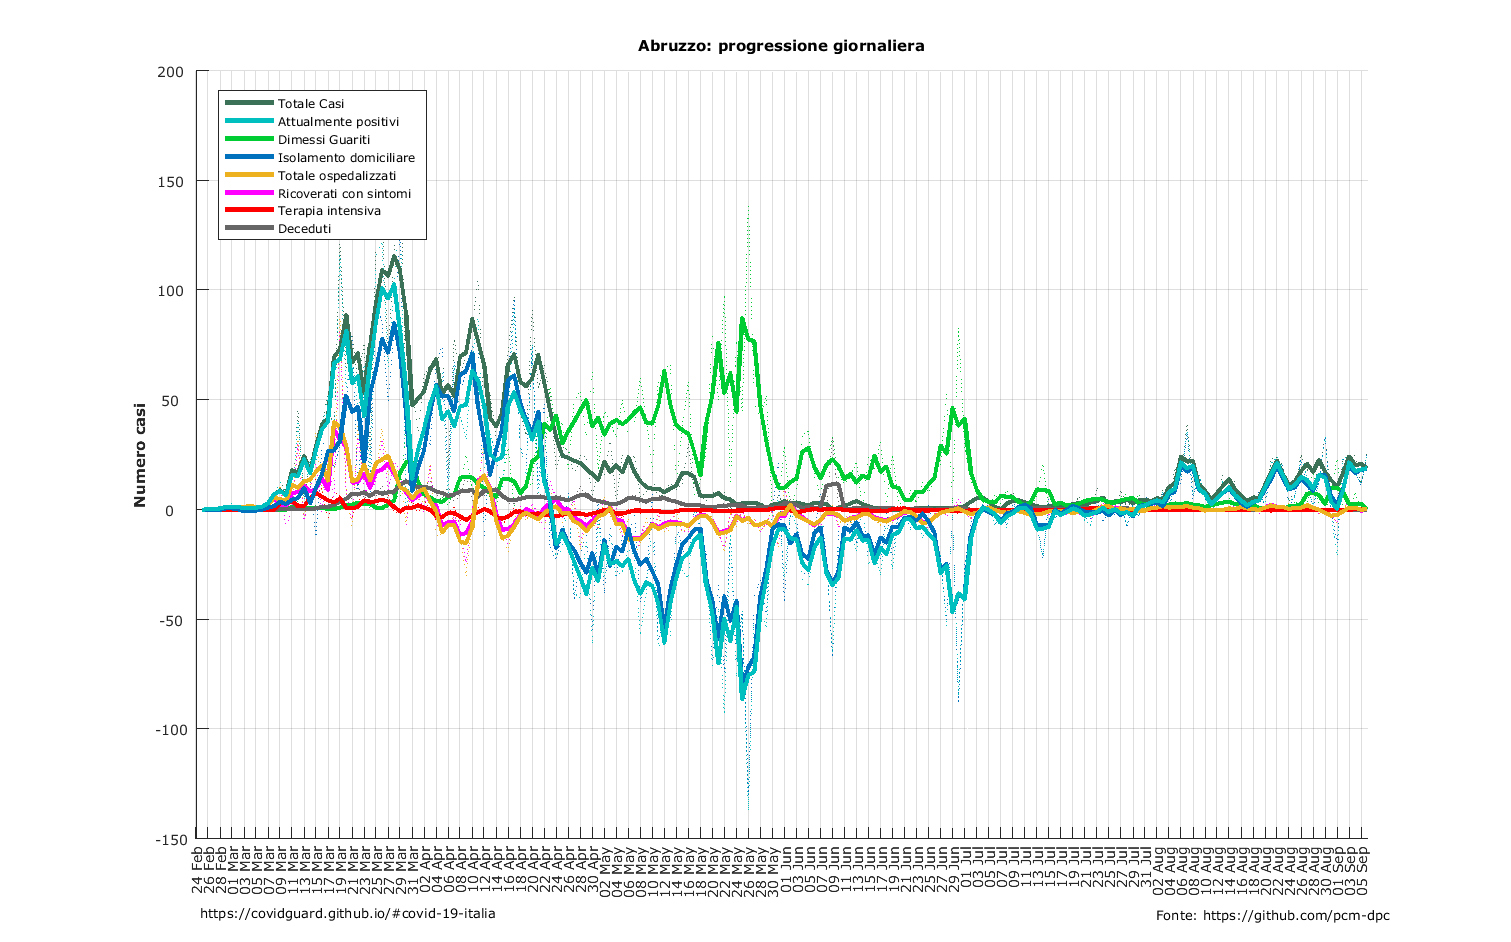 Abruzzo: progressione giornaliera
200
150
100
50
0
-50
-100
-150
Numero casi
Totale Casi
Attualmente positivi
Dimessi Guariti
Isolamento domiciliare
Totale ospedalizzati
Ricoverati con sintomi
Terapia intensiva
Deceduti
24 Feb
26 Feb
28 Feb
01 Mar
03 Mar
05 Mar
07 Mar
09 Mar
11 Mar
13 Mar
15 Mar
17 Mar
19 Mar
21 Mar
23 Mar
25 Mar
27 Mar
29 Mar
31 Mar
02 Apr
04 Apr
06 Apr
08 Apr
10 Apr
12 Apr
14 Apr
16 Apr
18 Apr
20 Apr
22 Apr
24 Apr
26 Apr
28 Apr
30 Apr
02 May
04 May
06 May
08 May
10 May
12 May
14 May
16 May
18 May
20 May
22 May
24 May
26 May
28 May
30 May
01 Jun
03 Jun
05 Jun
07 Jun
09 Jun
11 Jun
13 Jun
15 Jun
17 Jun
19 Jun
21 Jun
23 Jun
25 Jun
27 Jun
29 Jun
01 Jul
03 Jul
05 Jul
07 Jul
09 Jul
11 Jul
13 Jul
15 Jul
17 Jul
19 Jul
21 Jul
23 Jul
25 Jul
27 Jul
29 Jul
31 Jul
02 Aug
04 Aug
06 Aug
08 Aug
10 Aug
12 Aug
14 Aug
16 Aug
18 Aug
20 Aug
22 Aug
24 Aug
26 Aug
28 Aug
30 Aug
01 Sep
03 Sep
05 Sep
https://covidguard.github.io/#covid-19-italia
Fonte: https://github.com/pcm-dpc